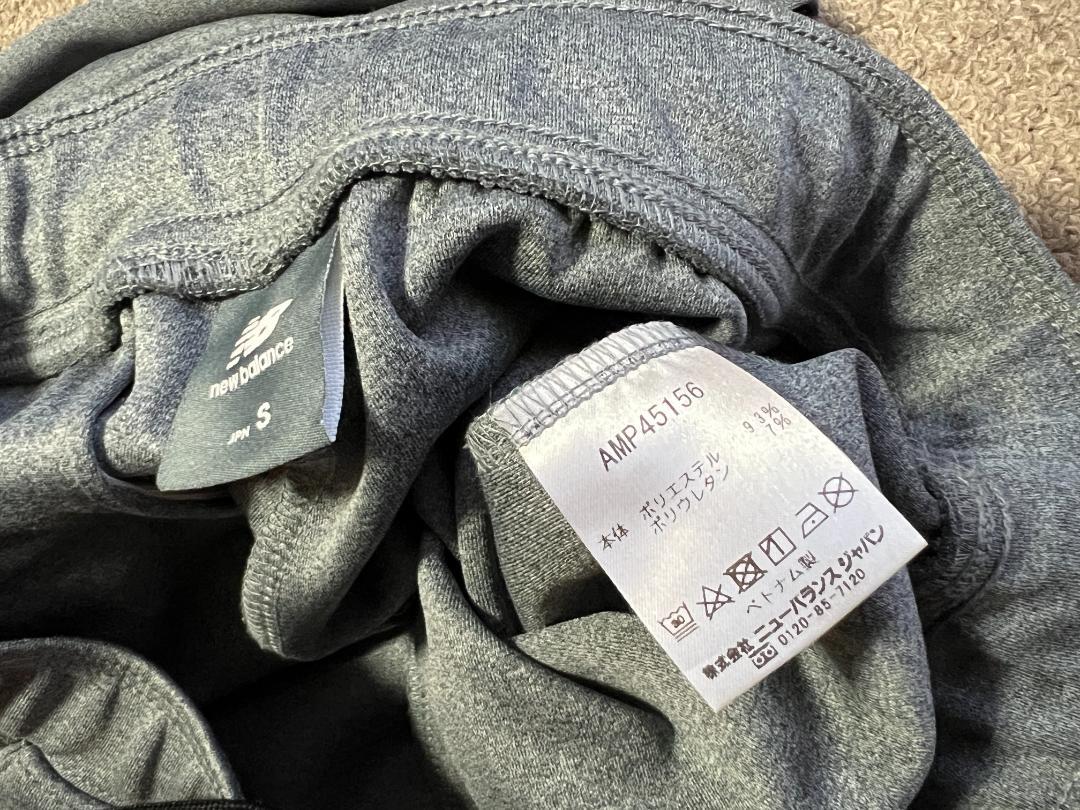 new balance
JPN S
AMP45156
本体 ポリエステル 93%
ポリウレタン 7%
ベトナム製
株式会社 ニューバランス ジャパン
0120-85-7120